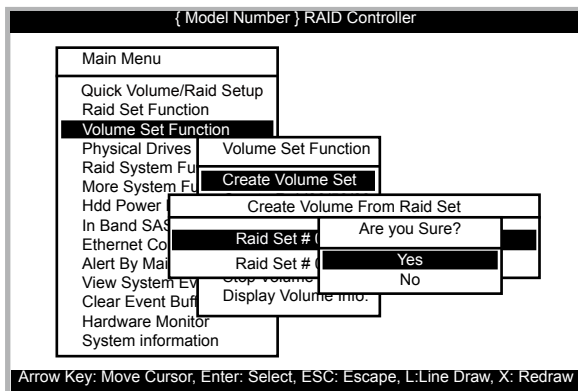 { Model Number } RAID Controller
Main Menu
Quick Volume/Raid Setup
Raid Set Function
Volume Set Function
Physical Drives
Raid System Fu
More System Fu
Hdd Power
In Band SAS
Ethernet Co
Alert By Mai
View System Ev
Clear Event Buff
Hardware Monitor
System information
Volume Set Function
Create Volume Set
Create Volume From Raid Set
Raid Set #
Raid Set #
Are you Sure?
Yes
No
Stop Volume
Display Volume Info.
Arrow Key: Move Cursor, Enter: Select, ESC: Escape, L:Line Draw, X: Redraw